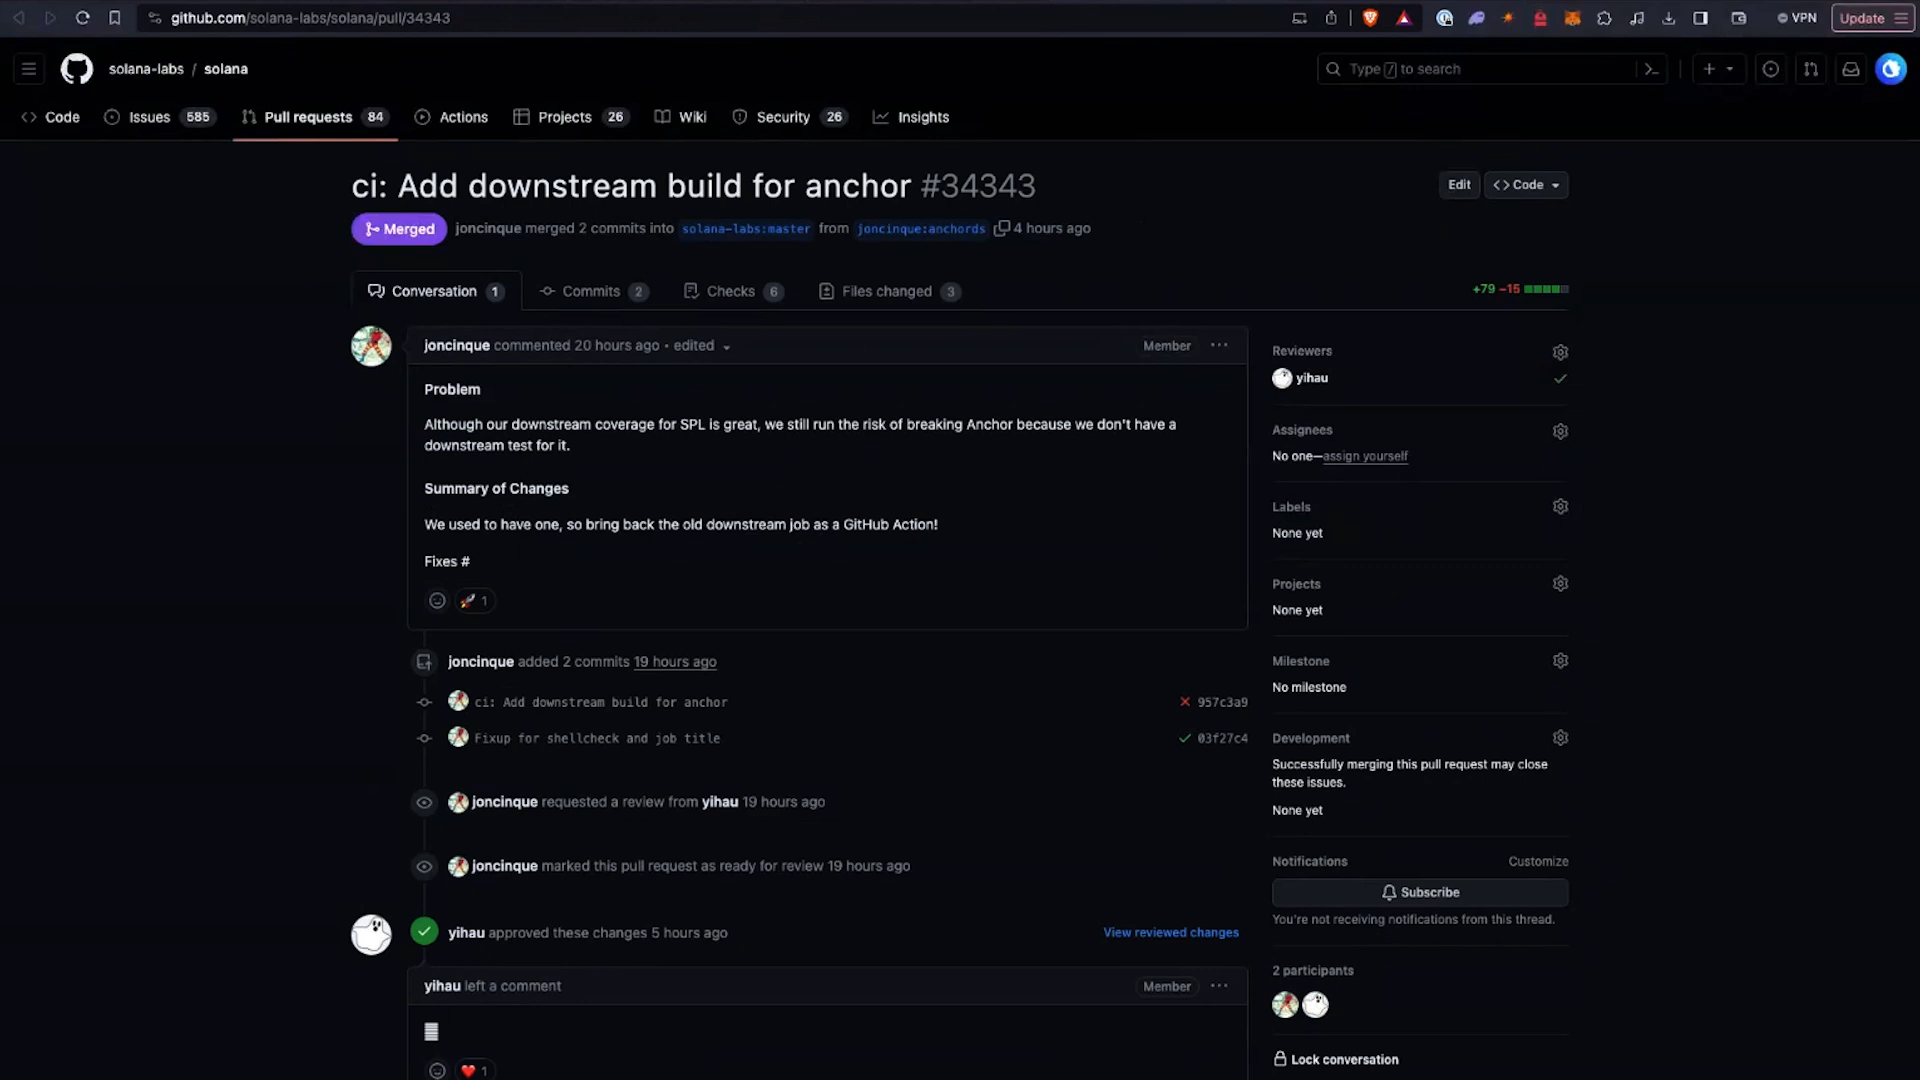 github.com/solana-labs/solana/pull/34343
VPN
Update
solana-labs / solana
Type / to search
Code
Issues 585
Pull requests 84
Actions
Projects 26
Wiki
Security 26
Insights
ci: Add downstream build for anchor #34343
Edit
Code
Merged
joncinque merged 2 commits into solana-labs:master from joncinque:anchords 4 hours ago
Conversation 1
Commits 2
Checks 6
Files changed 3
+79 −15
joncinque commented 20 hours ago • edited
Member
Problem
Although our downstream coverage for SPL is great, we still run the risk of breaking Anchor because we don't have a
downstream test for it.
Summary of Changes
We used to have one, so bring back the old downstream job as a GitHub Action!
Fixes #
🚀 1
joncinque added 2 commits 19 hours ago
ci: Add downstream build for anchor
957c3a9
Fixup for shellcheck and job title
03f27c4
joncinque requested a review from yihau 19 hours ago
joncinque marked this pull request as ready for review 19 hours ago
yihau approved these changes 5 hours ago
View reviewed changes
yihau left a comment
Member
❤️ 1
Reviewers
yihau
Assignees
No one—assign yourself
Labels
None yet
Projects
None yet
Milestone
No milestone
Development
Successfully merging this pull request may close
these issues.
None yet
Notifications
Customize
Subscribe
You're not receiving notifications from this thread.
2 participants
Lock conversation